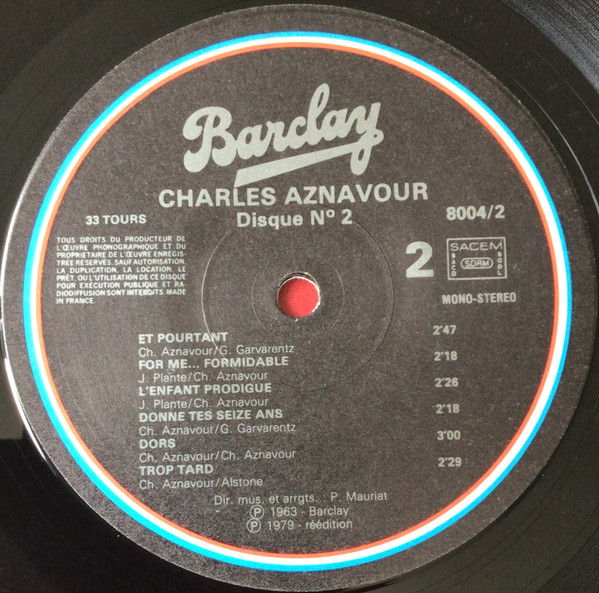 Barclay
CHARLES AZNAVOUR
Disque Nº 2
33 TOURS
8004/2
TOUS DROITS DU PRODUCTEUR DE
L'ŒUVRE PHONOGRAPHIQUE ET DU
PROPRIETAIRE DE L'ŒUVRE ENREGIS-
TRÉE RESERVÉS. SAUF AUTORISATION,
LA DUPLICATION, LA LOCATION, LE
PRÊT, OU L'UTILISATION DE CE DISQUE
POUR EXECUTION PUBLIQUE ET RA-
DIODIFFUSION SONT INTERDITS. MADE
IN FRANCE.
2
SACEM
SACD
SDRM
SGDL
MONO-STEREO
ET POURTANT 2'47
Ch. Aznavour/G. Garvarentz
FOR ME... FORMIDABLE 2'18
J. Plante/Ch. Aznavour
L'ENFANT PRODIGUE 2'26
J. Plante/Ch. Aznavour
DONNE TES SEIZE ANS 2'18
Ch. Aznavour/G. Garvarentz
DORS 3'00
Ch. Aznavour/Ch. Aznavour
TROP TARD 2'29
Ch. Aznavour/Alstone
Dir. mus. et arrgts. : P. Mauriat
Ⓟ 1963 - Barclay
Ⓟ 1979 - réédition